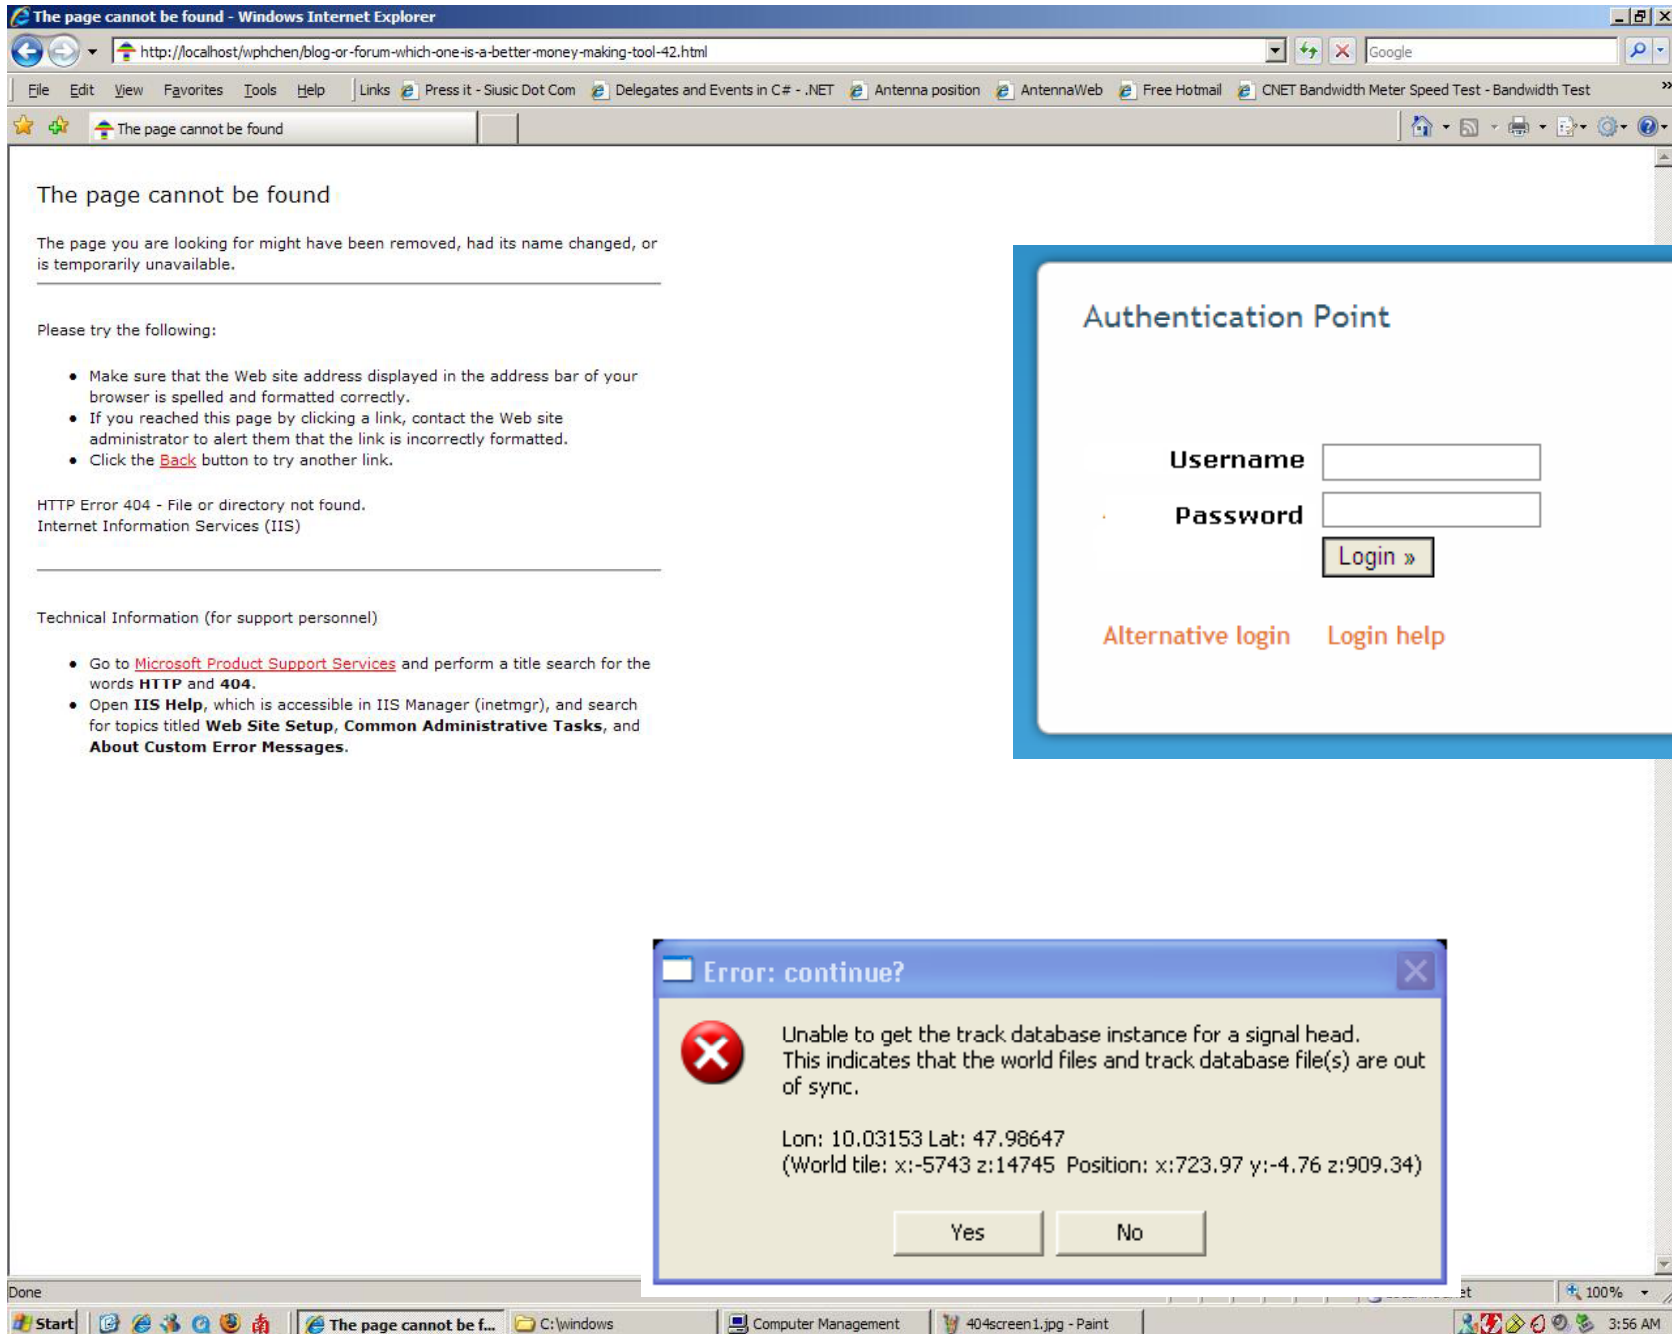 The page cannot be found - Windows Internet Explorer
http://localhost/wphchen/blog-or-forum-which-one-is-a-better-money-making-tool-42.html
Google
File Edit View Favorites Tools Help Links Press it - Siusic Dot Com Delegates and Events in C# - .NET Antenna position AntennaWeb Free Hotmail CNET Bandwidth Meter Speed Test - Bandwidth Test »
The page cannot be found
The page cannot be found
The page you are looking for might have been removed, had its name changed, or
is temporarily unavailable.
Please try the following:
• Make sure that the Web site address displayed in the address bar of your
browser is spelled and formatted correctly.
• If you reached this page by clicking a link, contact the Web site
administrator to alert them that the link is incorrectly formatted.
• Click the Back button to try another link.
HTTP Error 404 - File or directory not found.
Internet Information Services (IIS)
Technical Information (for support personnel)
• Go to Microsoft Product Support Services and perform a title search for the
words HTTP and 404.
• Open IIS Help, which is accessible in IIS Manager (inetmgr), and search
for topics titled Web Site Setup, Common Administrative Tasks, and
About Custom Error Messages.
Authentication Point
Username
Password
Login »
Alternative login Login help
Error: continue?
Unable to get the track database instance for a signal head.
This indicates that the world files and track database file(s) are out
of sync.
Lon: 10.03153 Lat: 47.98647
(World tile: x:-5743 z:14745 Position: x:723.97 y:-4.76 z:909.34)
Yes No
Done
100%
Start 南 The page cannot be f... C:\windows Computer Management 404screen1.jpg - Paint 3:56 AM